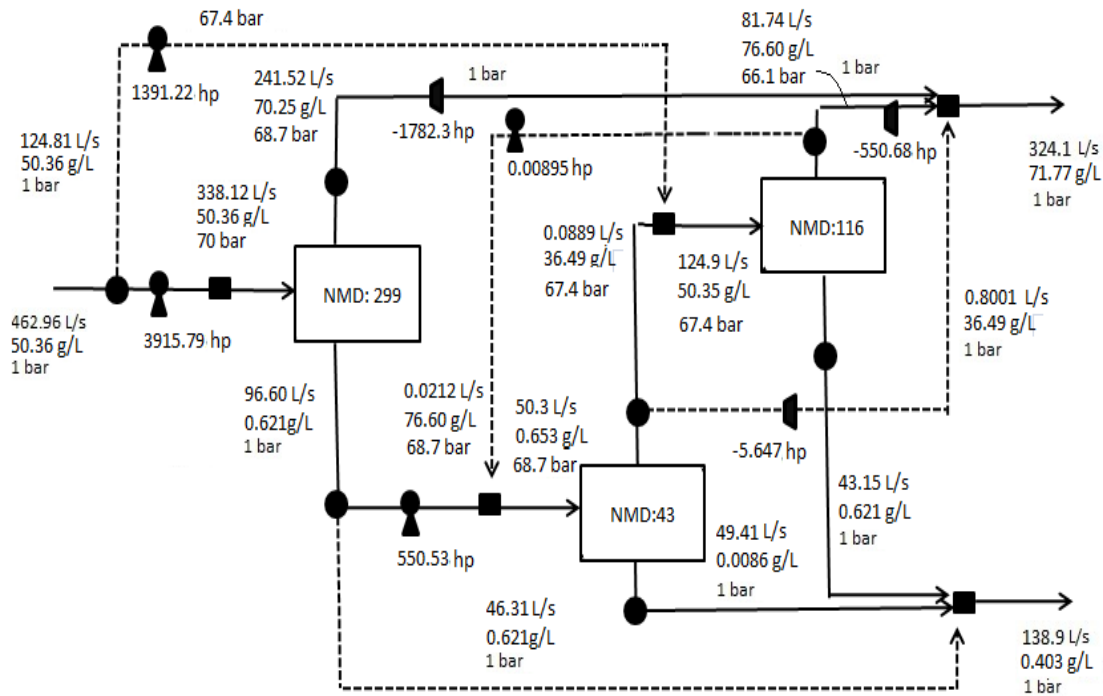 67.4 bar
1391.22 hp
124.81 L/s
50.36 g/L
1 bar
241.52 L/s
70.25 g/L
68.7 bar
1 bar
-1782.3 hp
0.00895 hp
81.74 L/s
76.60 g/L
66.1 bar
1 bar
-550.68 hp
324.1 L/s
71.77 g/L
1 bar
338.12 L/s
50.36 g/L
70 bar
NMD: 299
462.96 L/s
50.36 g/L
1 bar
3915.79 hp
0.0889 L/s
36.49 g/L
67.4 bar
124.9 L/s
50.35 g/L
67.4 bar
NMD:116
0.8001 L/s
36.49 g/L
1 bar
96.60 L/s
0.621g/L
1 bar
0.0212 L/s
76.60 g/L
68.7 bar
50.3 L/s
0.653 g/L
68.7 bar
-5.647 hp
550.53 hp
NMD:43
49.41 L/s
0.0086 g/L
1 bar
43.15 L/s
0.621 g/L
1 bar
46.31 L/s
0.621g/L
1 bar
138.9 L/s
0.403 g/L
1 bar